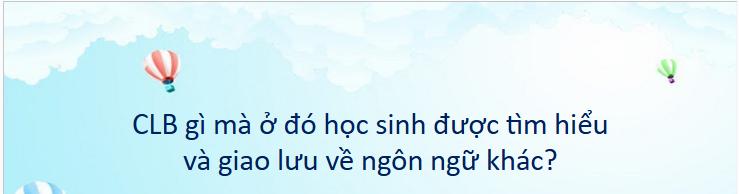 CLB gì mà ở đó học sinh được tìm hiểu
và giao lưu về ngôn ngữ khác?